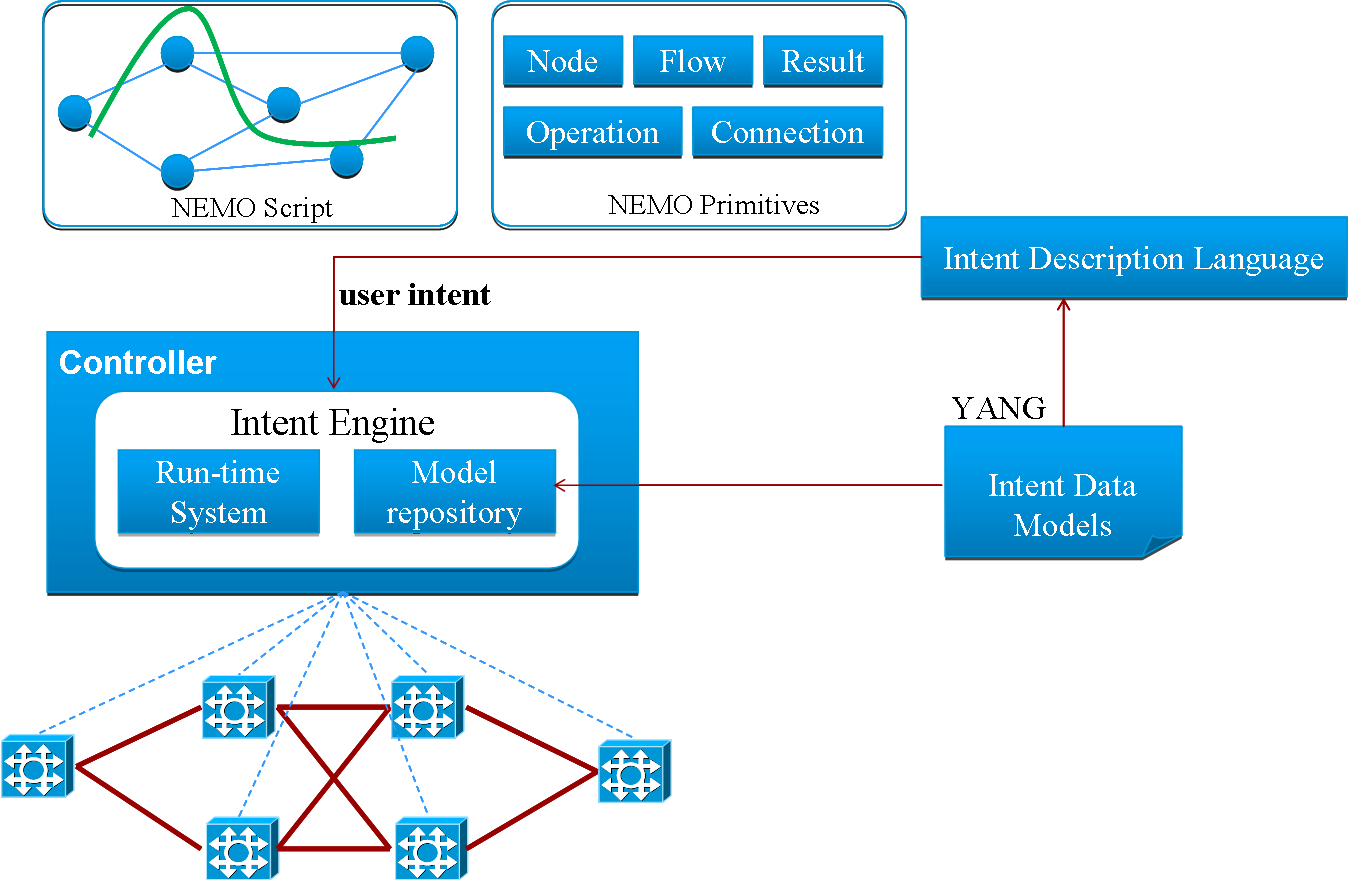 Node
Flow
Result
Operation
Connection
NEMO Script
NEMO Primitives
Intent Description Language
user intent
Controller
Intent Engine
YANG
Run-time
System
Model
repository
Intent Data
Models